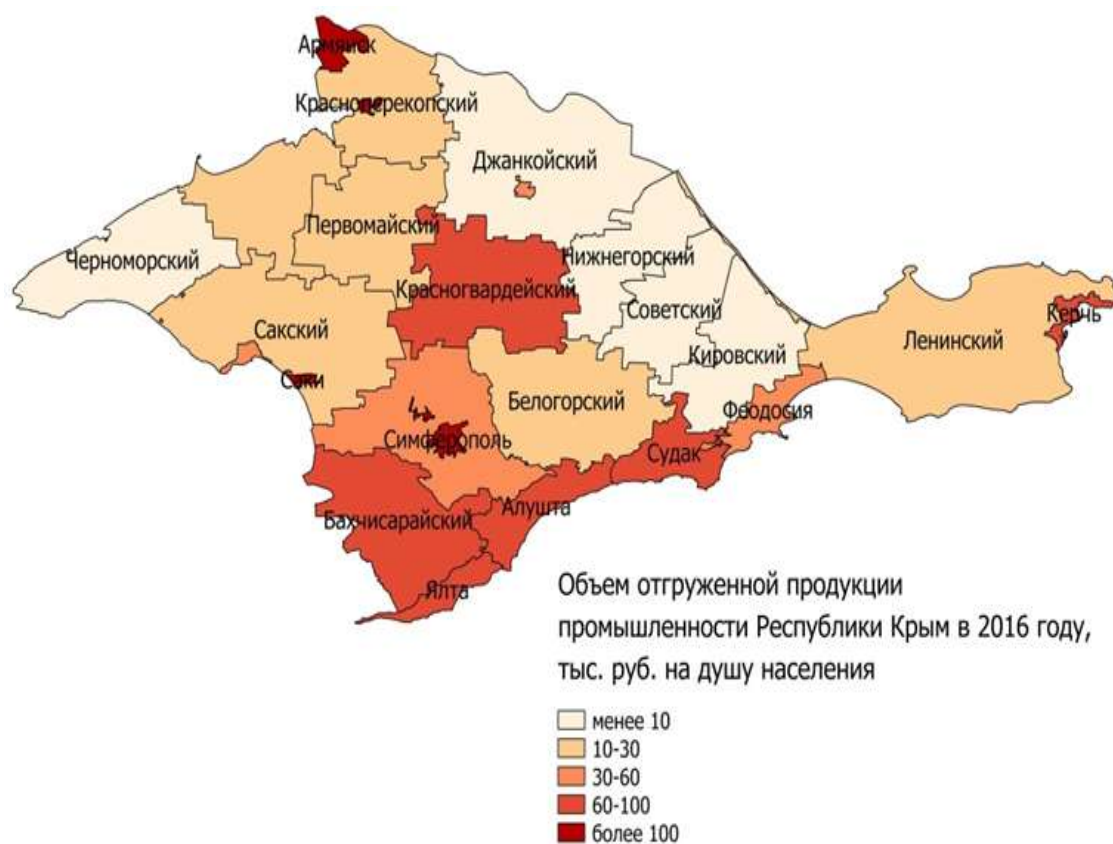 Армянск
Красноперекопский
Джанкойский
Первомайский
Черноморский
Нижнегорский
Красногвардейский
Советский
Сакский
Керчь
Ленинский
Кировский
Саки
Белогорский
Феодосия
Симферополь
Судак
Алушта
Бахчисарайский
Ялта
Объем отгруженной продукции
промышленности Республики Крым в 2016 году,
тыс. руб. на душу населения
менее 10
10-30
30-60
60-100
более 100